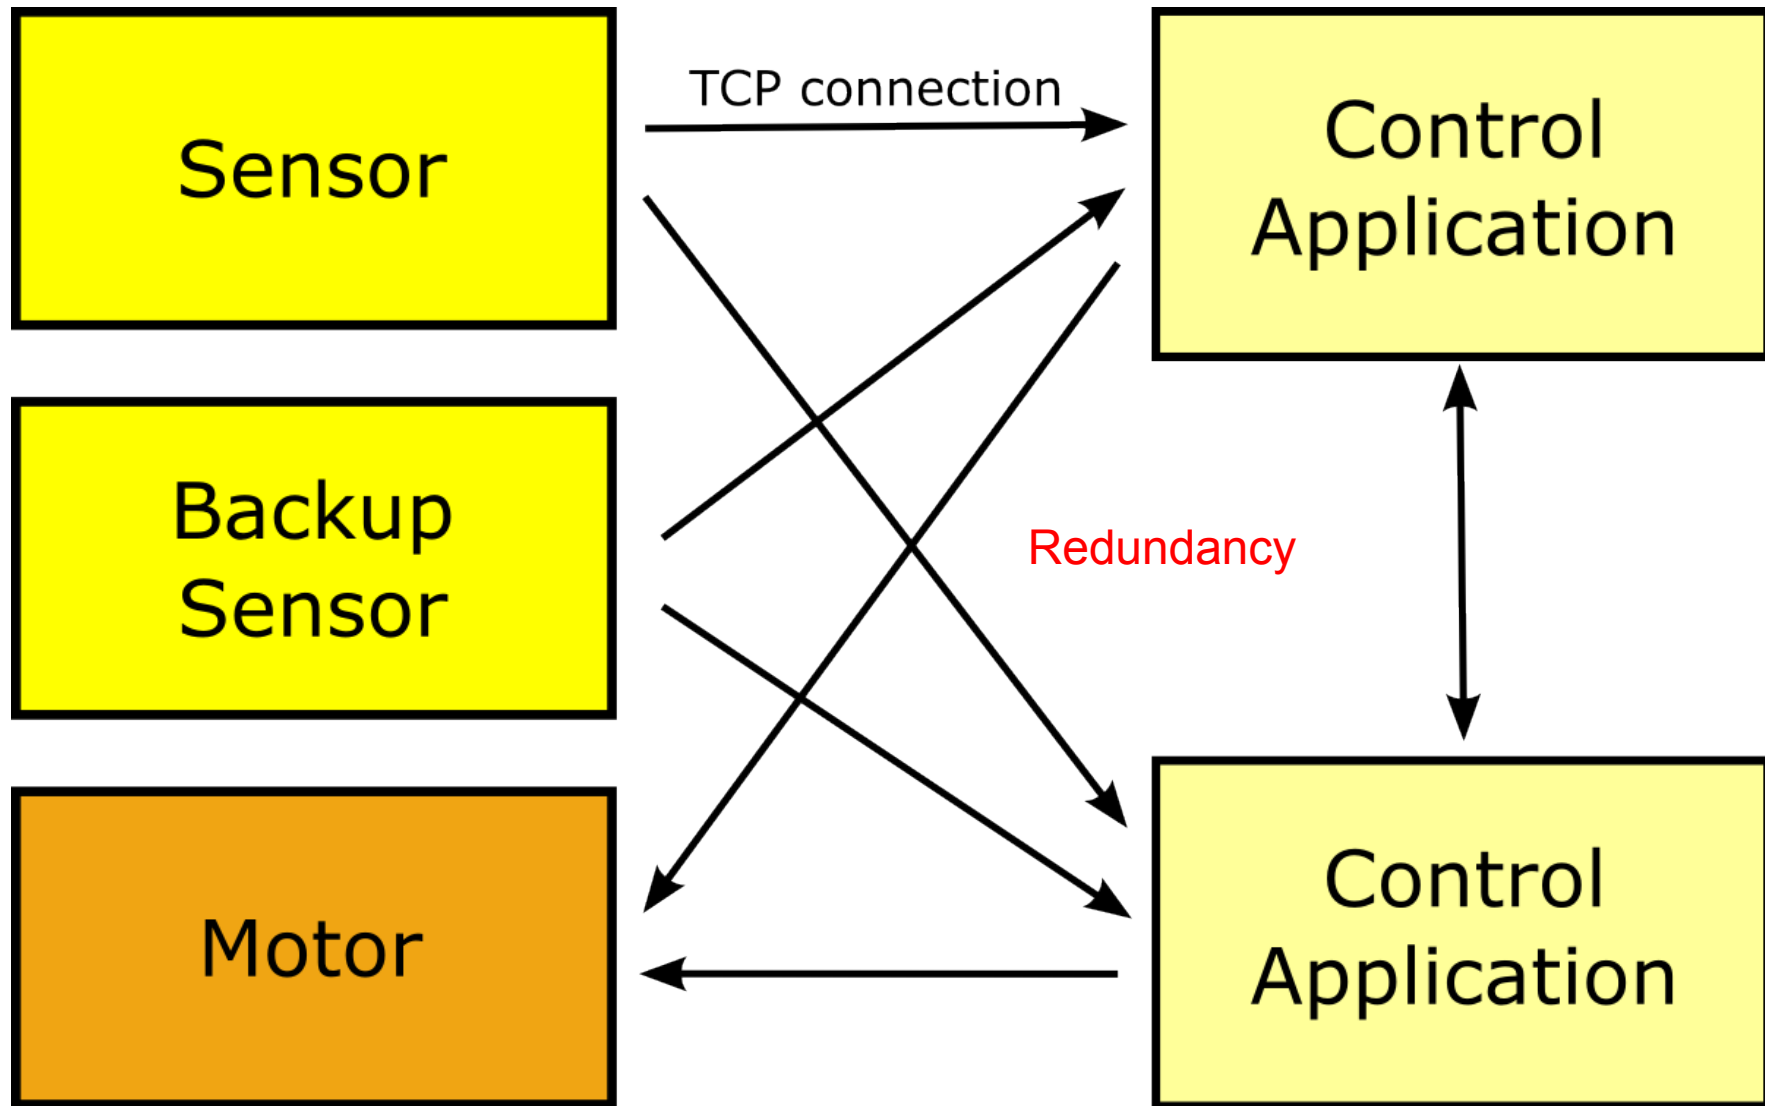 Sensor
TCP connection
Control
Application
Backup
Sensor
Redundancy
Motor
Control
Application